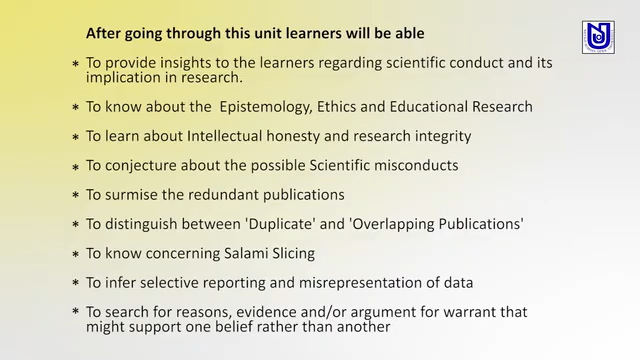 After going through this unit learners will be able
* To provide insights to the learners regarding scientific conduct and its
implication in research.
* To know about the Epistemology, Ethics and Educational Research
* To learn about Intellectual honesty and research integrity
* To conjecture about the possible Scientific misconducts
* To surmise the redundant publications
* To distinguish between 'Duplicate' and 'Overlapping Publications'
* To know concerning Salami Slicing
* To infer selective reporting and misrepresentation of data
* To search for reasons, evidence and/or argument for warrant that
might support one belief rather than another